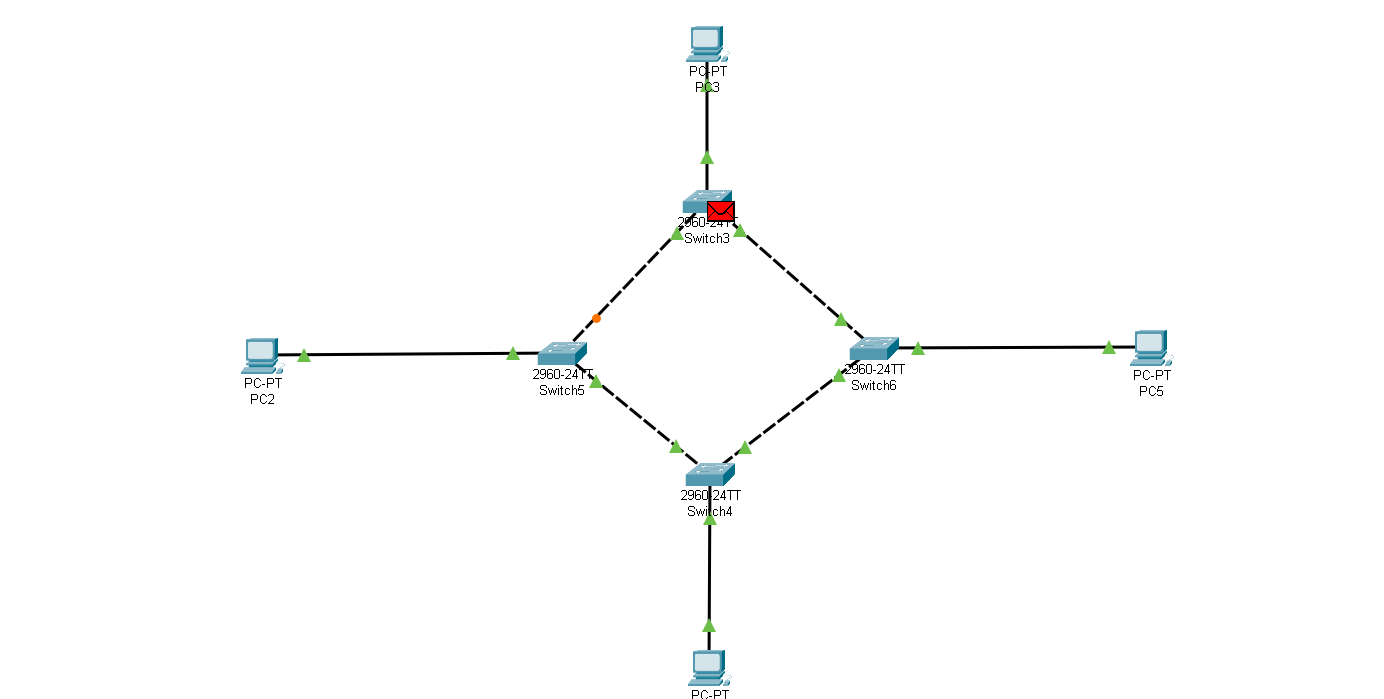 PC-PT
PC3
2960-24TT
Switch3
PC-PT
PC2
2960-24TT
Switch5
2960-24TT
Switch6
PC-PT
PC5
2960-24TT
Switch4
PC-PT